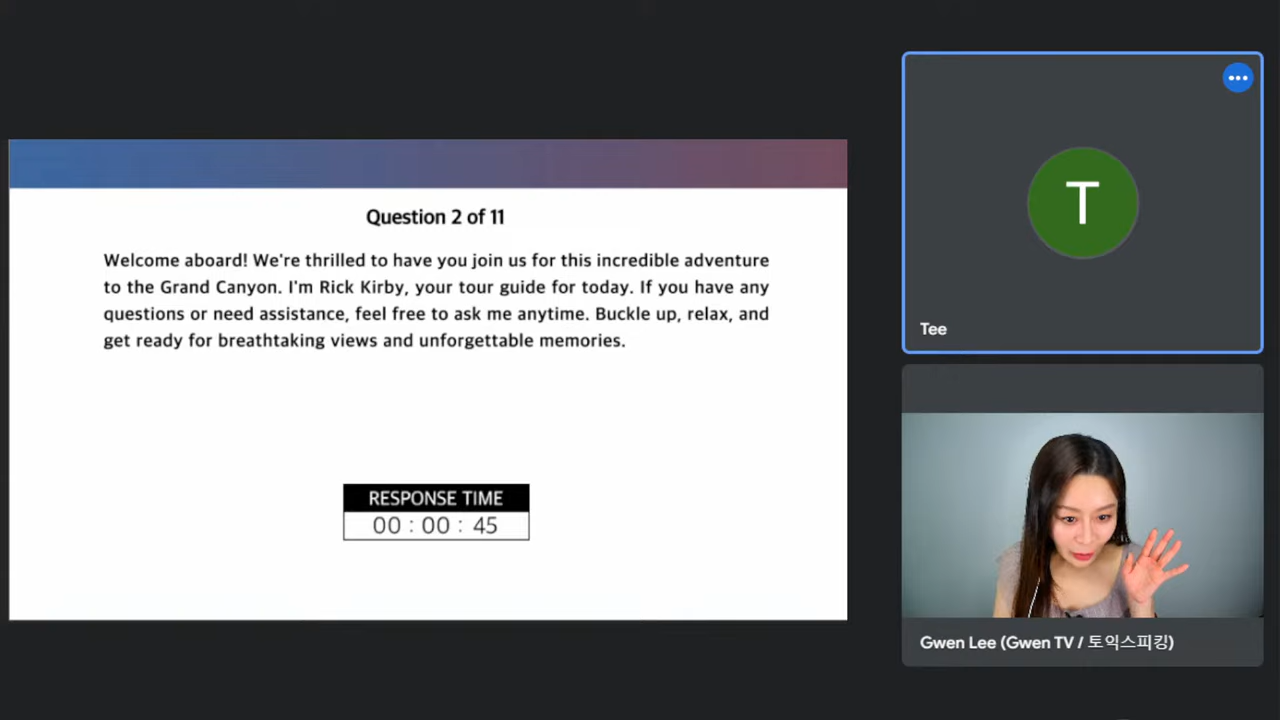 Question 2 of 11
Welcome aboard! We're thrilled to have you join us for this incredible adventure
to the Grand Canyon. I'm Rick Kirby, your tour guide for today. If you have any
questions or need assistance, feel free to ask me anytime. Buckle up, relax, and
get ready for breathtaking views and unforgettable memories.
RESPONSE TIME
00 : 00 : 45
T
Tee
Gwen Lee (Gwen TV / 토익스피킹)